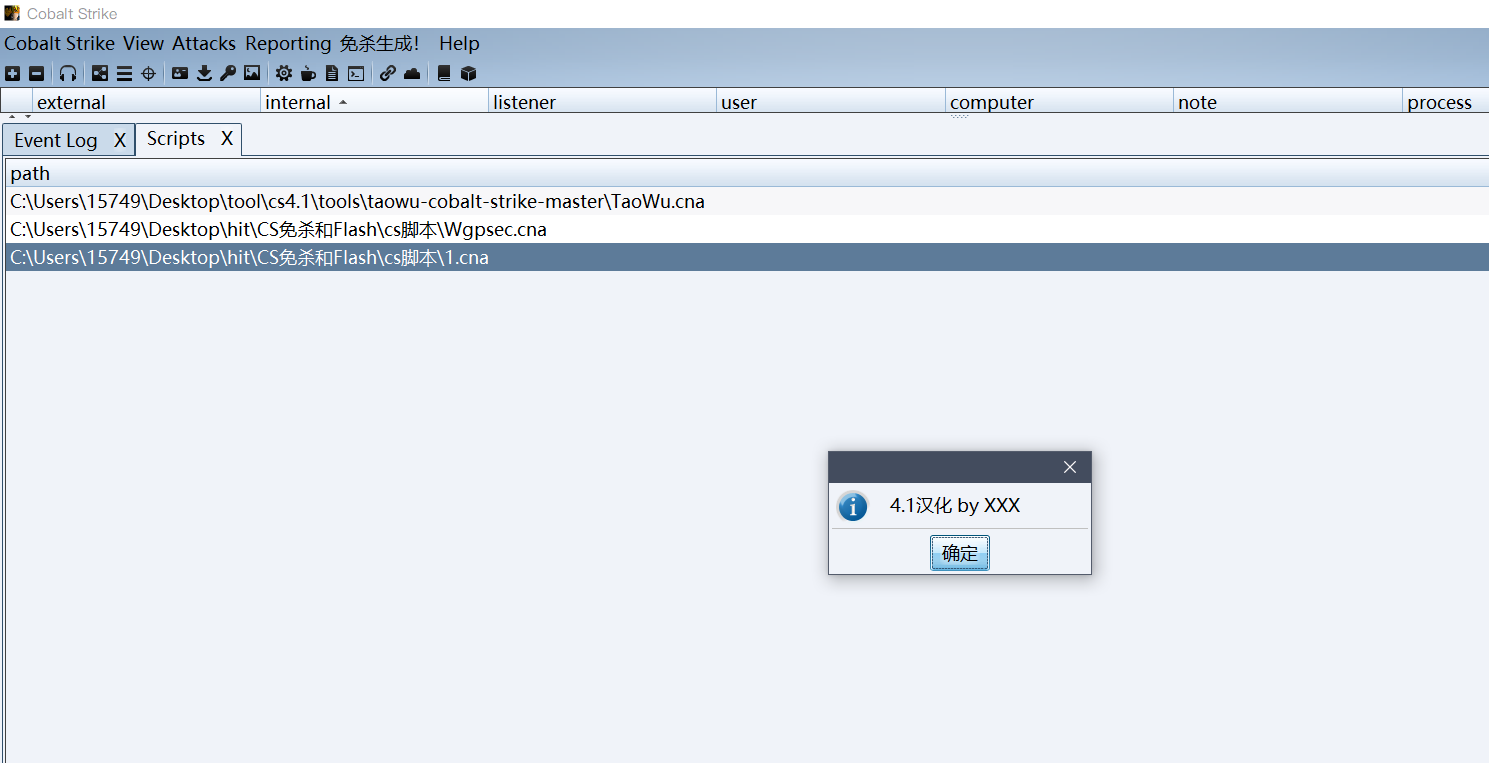 Cobalt Strike
Cobalt Strike View Attacks Reporting 免杀生成! Help
external internal listener user computer note process
Event Log X Scripts X
path
C:\Users\15749\Desktop\tool\cs4.1\tools\taowu-cobalt-strike-master\TaoWu.cna
C:\Users\15749\Desktop\hit\CS免杀和Flash\cs脚本\Wgpsec.cna
C:\Users\15749\Desktop\hit\CS免杀和Flash\cs脚本\1.cna
4.1汉化 by XXX
确定